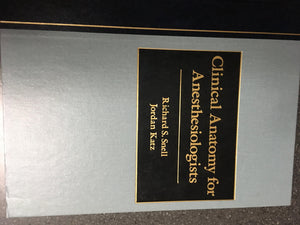 Clinical Anatomy for
Anesthesiologists
Richard S. Snell
Jordan Katz